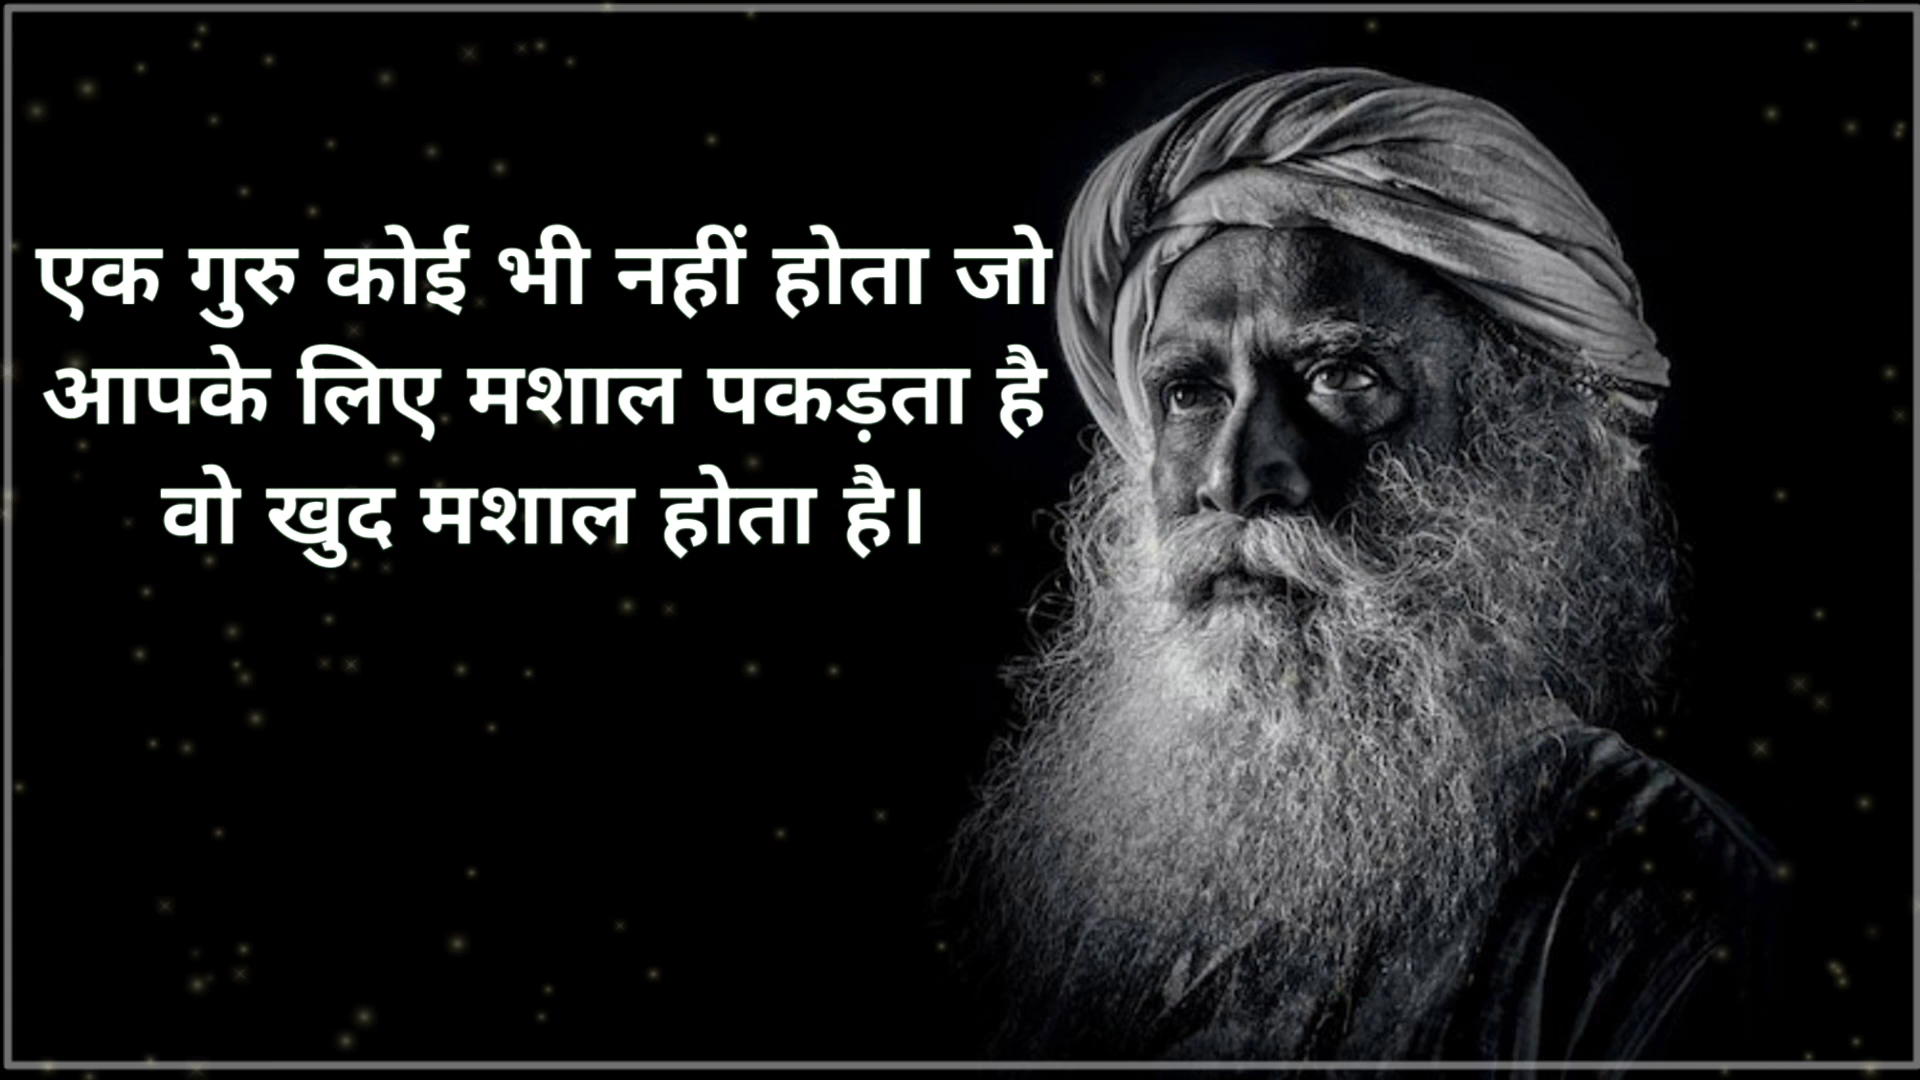 एक गुरु कोई भी नहीं होता जो
आपके लिए मशाल पकड़ता है
वो खुद मशाल होता है।